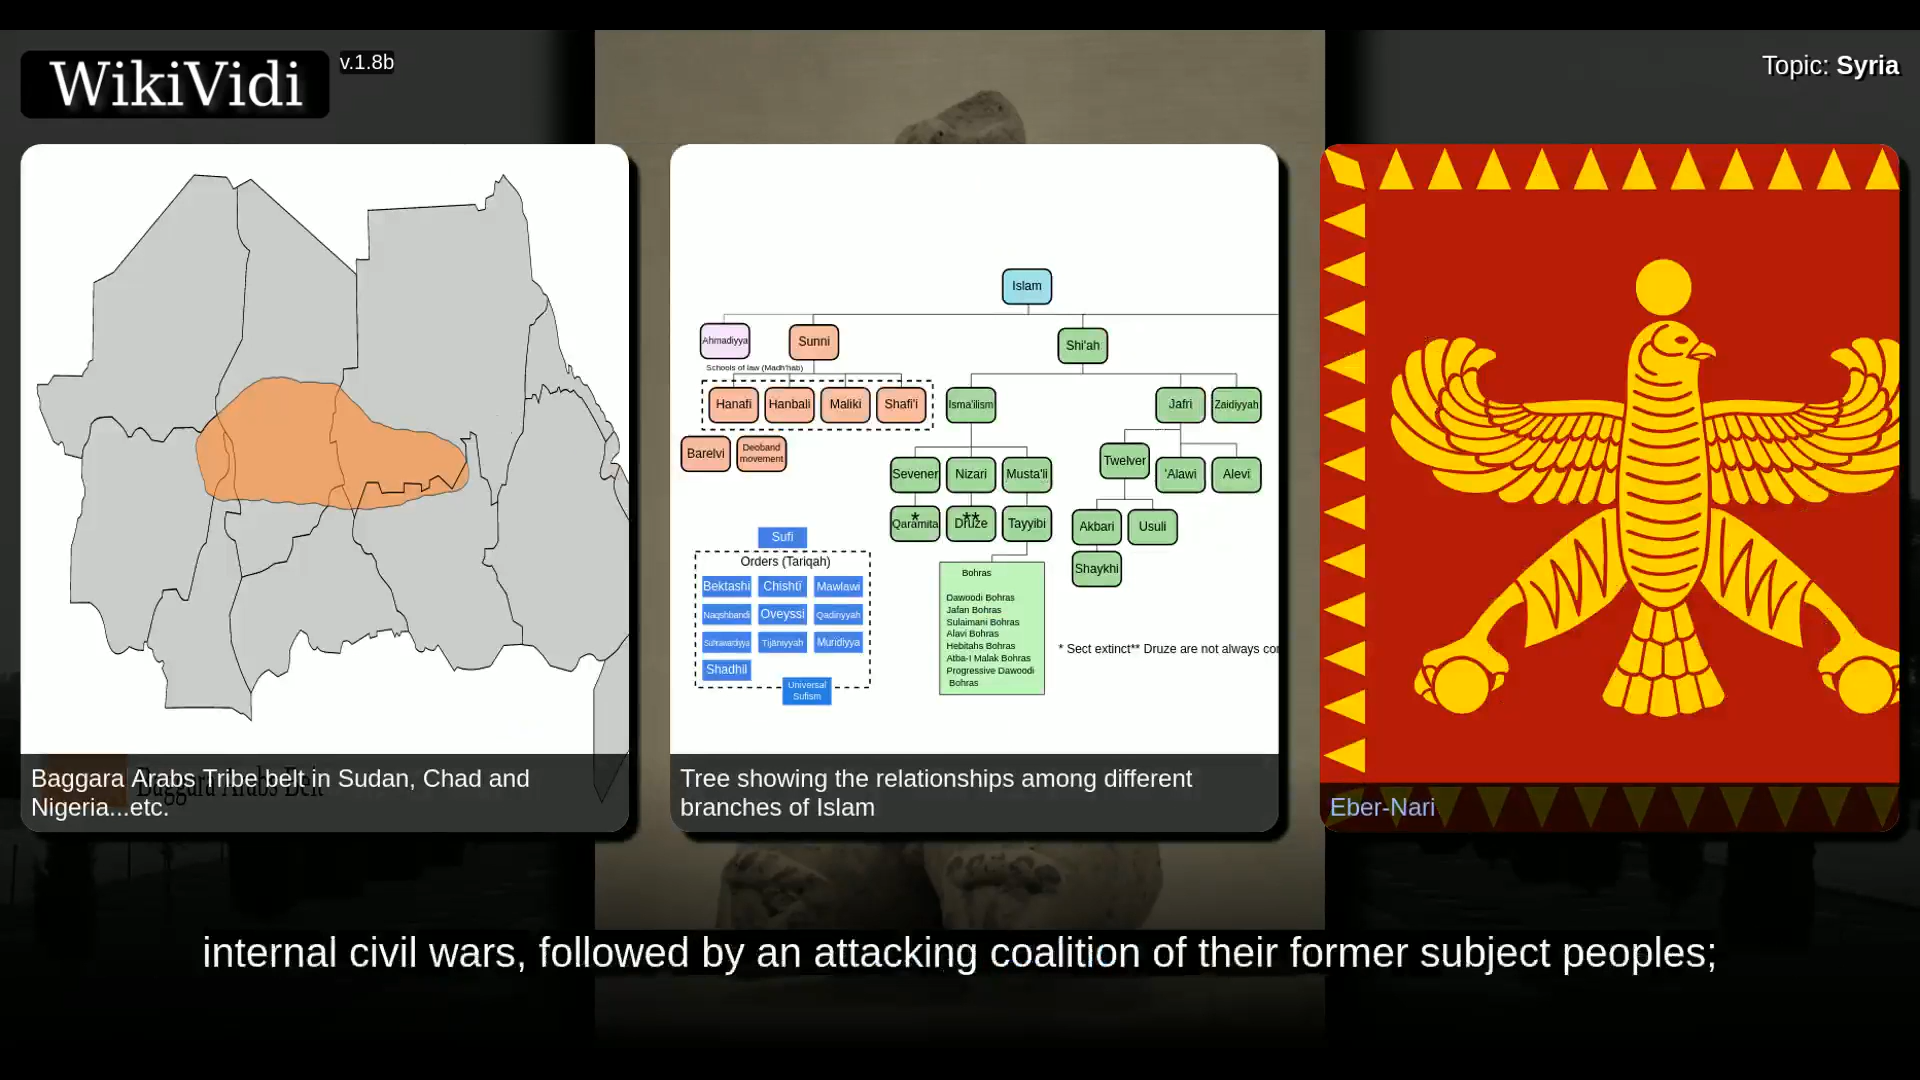 WikiVidi
v.1.8b
Topic: Syria
Baggara Arabs Belt
Baggara Arabs Tribe belt in Sudan, Chad and
Nigeria...etc.
Islam
Ahmadiyya
Sunni
Shi'ah
Schools of law (Madh'hab)
Hanafi
Hanbali
Maliki
Shafi'i
Isma'ilism
Jafri
Zaidiyyah
Barelvi
Deoband
movement
Sevener
Nizari
Musta'li
Twelver
'Alawi
Alevi
*
Qaramita
**
Druze
Tayyibi
Akbari
Usuli
Shaykhi
Sufi
Orders (Tariqah)
Bektashi
Chishti
Mawlawi
Naqshbandi
Oveyssi
Qadiriyyah
Suhrawardiyya
Tijaniyyah
Muridiyya
Shadhil
Universal
Sufism
Bohras
Dawoodi Bohras
Jafari Bohras
Sulaimani Bohras
Alavi Bohras
Hebitahs Bohras
Atba-I Malak Bohras
Progressive Dawoodi
Bohras
* Sect extinct** Druze are not always con
Tree showing the relationships among different
branches of Islam
Eber-Nari
internal civil wars, followed by an attacking coalition of their former subject peoples;